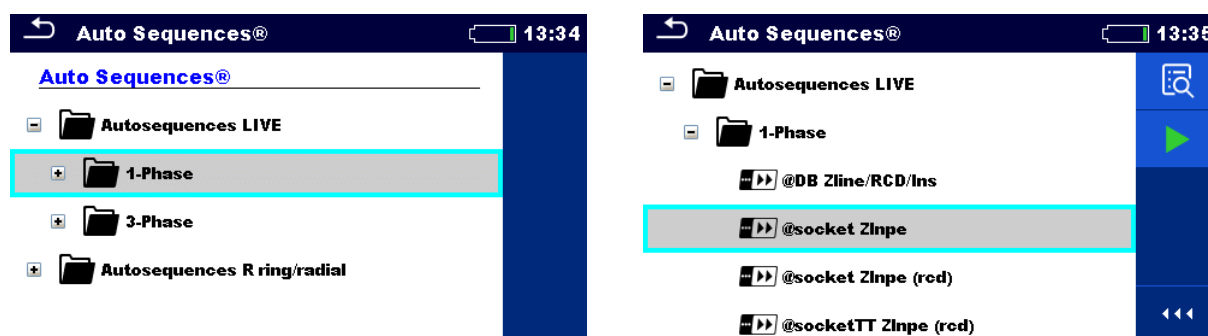 Auto Sequences® 13:34
Auto Sequences®
Autosequences LIVE
1-Phase
3-Phase
Autosequences R ring/radial
Auto Sequences® 13:35
Autosequences LIVE
1-Phase
@DB Zline/RCD/Ins
@socket Zlnpe
@socket Zlnpe (rcd)
@socketTT Zlnpe (rcd)